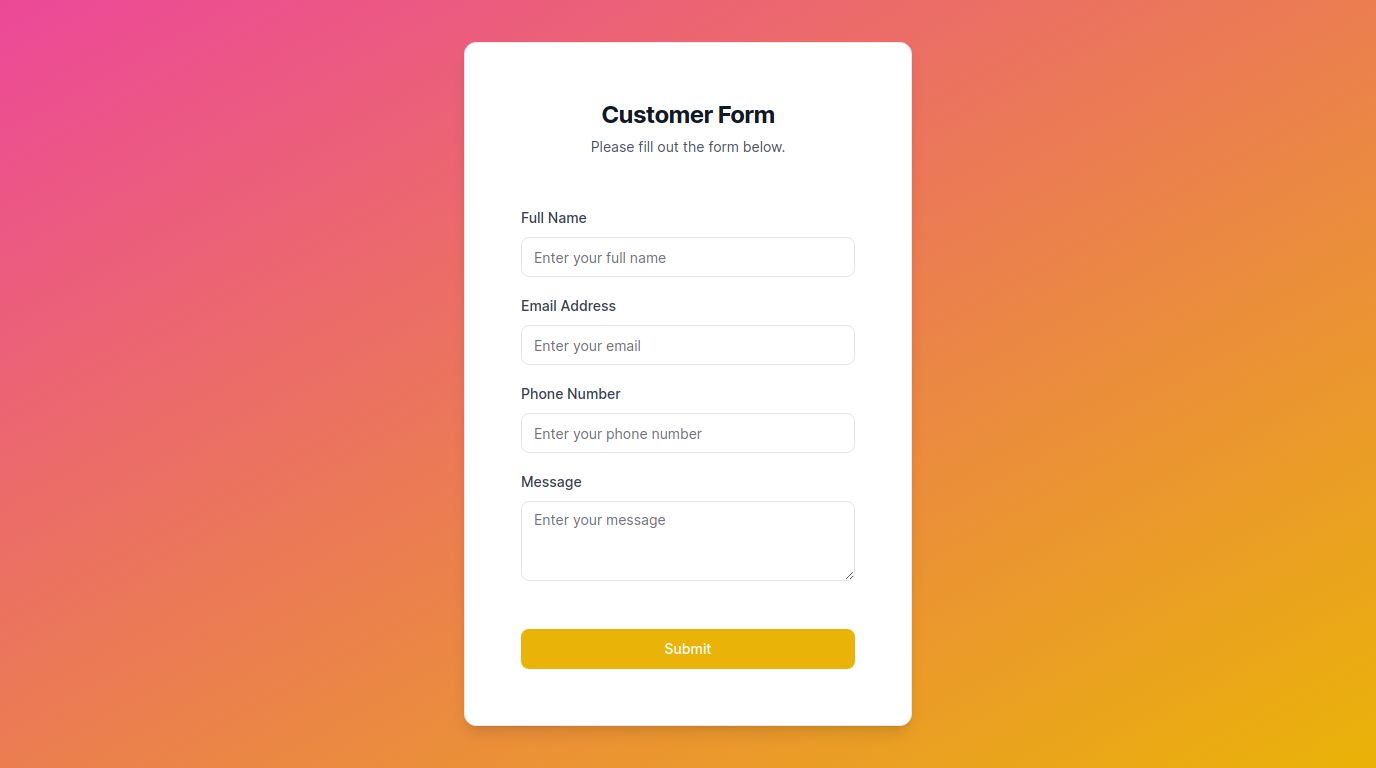 Customer Form
Please fill out the form below.
Full Name
Enter your full name
Email Address
Enter your email
Phone Number
Enter your phone number
Message
Enter your message
Submit